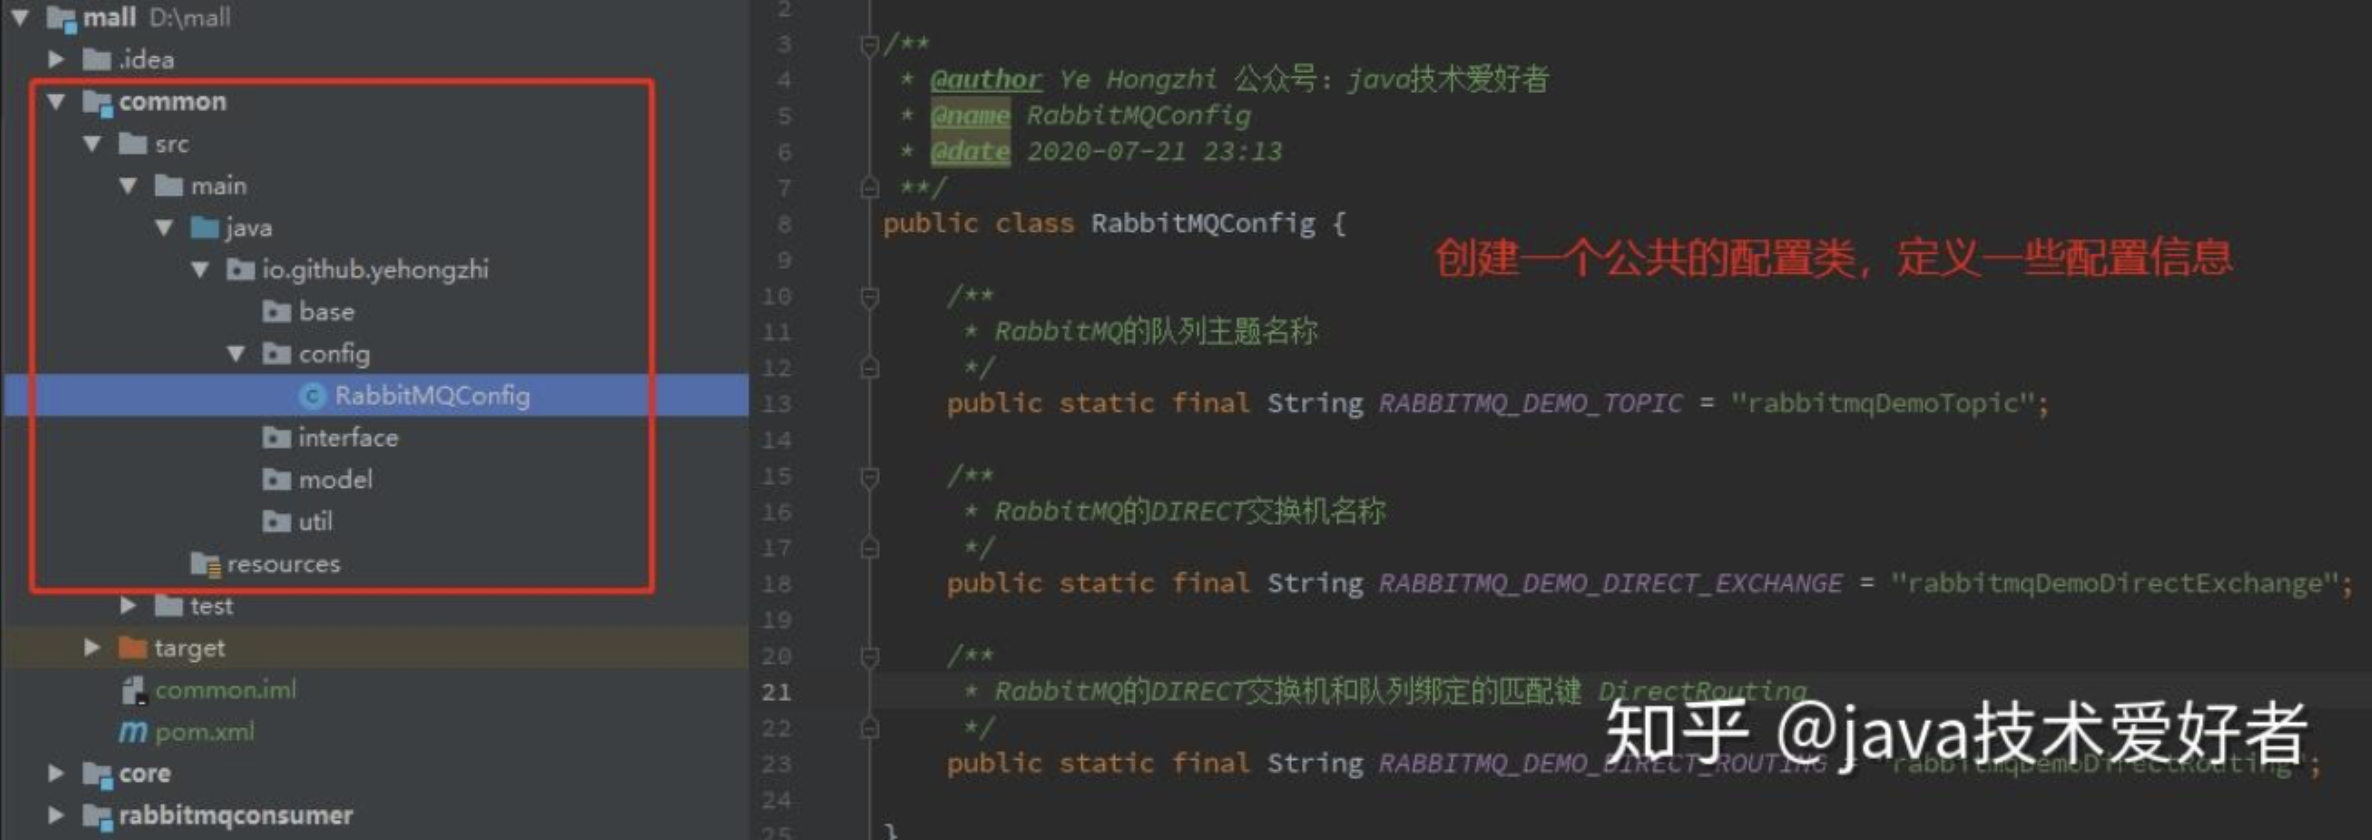 mall D:\mall
.idea
common
src
main
java
io.github.yehongzhi
base
config
RabbitMQConfig
interface
model
util
resources
test
target
common.iml
pom.xml
core
rabbitmqconsumer
2
3 /**
4 * @author Ye Hongzhi 公众号：java技术爱好者
5 * @name RabbitMQConfig
6 * @date 2020-07-21 23:13
7 **/
8 public class RabbitMQConfig {
9
创建一个公共的配置类，定义一些配置信息
10 /**
11 * RabbitMQ的队列主题名称
12 */
13 public static final String RABBITMQ_DEMO_TOPIC = "rabbitmqDemoTopic";
14
15 /**
16 * RabbitMQ的DIRECT交换机名称
17 */
18 public static final String RABBITMQ_DEMO_DIRECT_EXCHANGE = "rabbitmqDemoDirectExchange";
19
20 /**
21 * RabbitMQ的DIRECT交换机和队列绑定的匹配键 DirectRouting
22 */
23 public static final String RABBITMQ_DEMO_DIRECT_ROUTING = "rabbitmqDemoDirectRouting";
24
25 }
知乎 @java技术爱好者